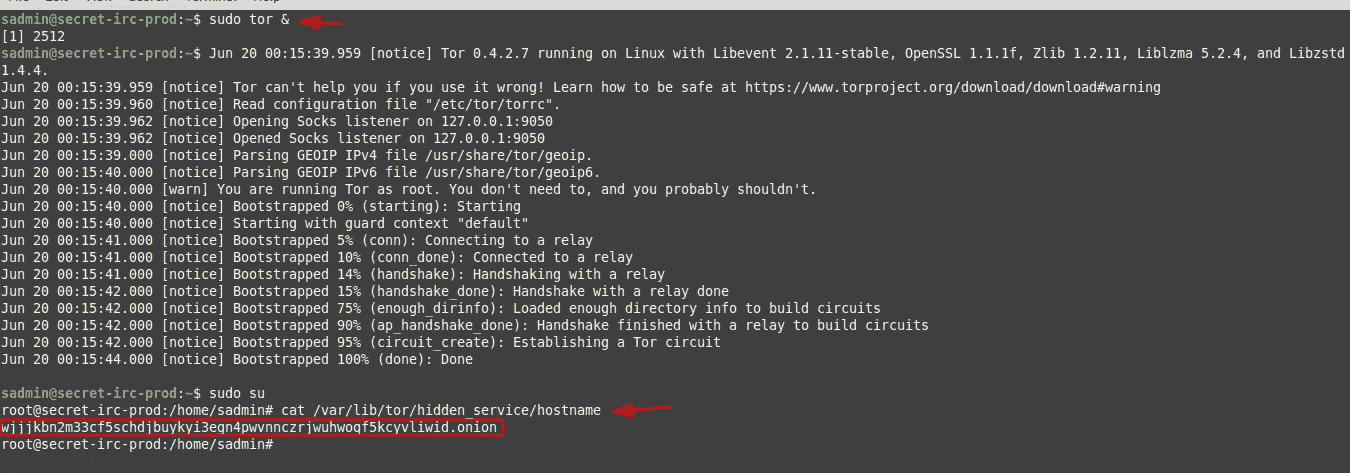 sadmin@secret-irc-prod:~$ sudo tor &
[1] 2512
sadmin@secret-irc-prod:~$ Jun 20 00:15:39.959 [notice] Tor 0.4.2.7 running on Linux with Libevent 2.1.11-stable, OpenSSL 1.1.1f, Zlib 1.2.11, Liblzma 5.2.4, and Libzstd
1.4.4.
Jun 20 00:15:39.959 [notice] Tor can't help you if you use it wrong! Learn how to be safe at https://www.torproject.org/download/download#warning
Jun 20 00:15:39.960 [notice] Read configuration file "/etc/tor/torrc".
Jun 20 00:15:39.962 [notice] Opening Socks listener on 127.0.0.1:9050
Jun 20 00:15:39.962 [notice] Opened Socks listener on 127.0.0.1:9050
Jun 20 00:15:39.000 [notice] Parsing GEOIP IPv4 file /usr/share/tor/geoip.
Jun 20 00:15:40.000 [notice] Parsing GEOIP IPv6 file /usr/share/tor/geoip6.
Jun 20 00:15:40.000 [warn] You are running Tor as root. You don't need to, and you probably shouldn't.
Jun 20 00:15:40.000 [notice] Bootstrapped 0% (starting): Starting
Jun 20 00:15:40.000 [notice] Starting with guard context "default"
Jun 20 00:15:41.000 [notice] Bootstrapped 5% (conn): Connecting to a relay
Jun 20 00:15:41.000 [notice] Bootstrapped 10% (conn_done): Connected to a relay
Jun 20 00:15:41.000 [notice] Bootstrapped 14% (handshake): Handshaking with a relay
Jun 20 00:15:42.000 [notice] Bootstrapped 15% (handshake_done): Handshake with a relay done
Jun 20 00:15:42.000 [notice] Bootstrapped 75% (enough_dirinfo): Loaded enough directory info to build circuits
Jun 20 00:15:42.000 [notice] Bootstrapped 90% (ap_handshake_done): Handshake finished with a relay to build circuits
Jun 20 00:15:42.000 [notice] Bootstrapped 95% (circuit_create): Establishing a Tor circuit
Jun 20 00:15:44.000 [notice] Bootstrapped 100% (done): Done
sadmin@secret-irc-prod:~$ sudo su
root@secret-irc-prod:/home/sadmin# cat /var/lib/tor/hidden_service/hostname
wjjjkbn2m33cf5schdjbuykyi3egn4pwvnnczrjwuhwoqf5kcyvliwid.onion
root@secret-irc-prod:/home/sadmin#